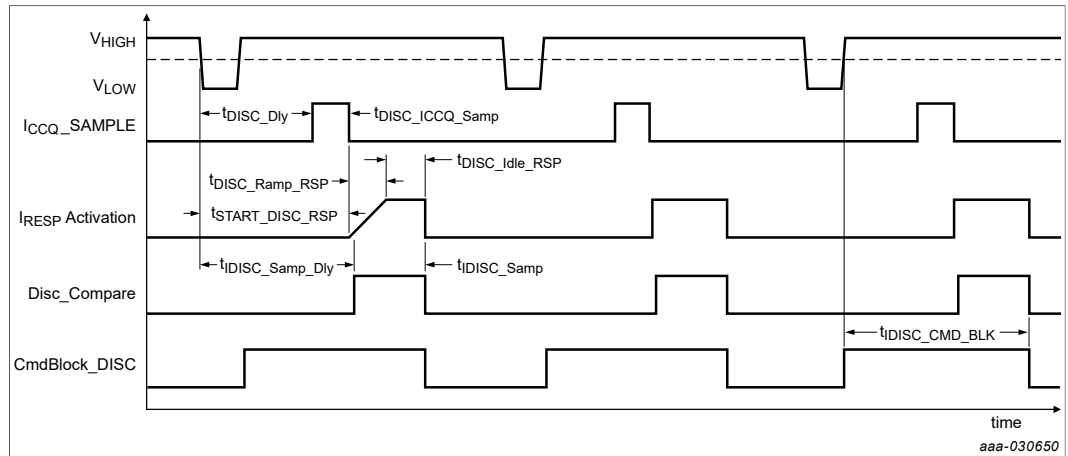 VHIGH
VLOW
tDISC_Dly
tDISC_ICCQ_Samp
ICCQ_SAMPLE
tDISC_Idle_RSP
tDISC_Ramp_RSP
tSTART_DISC_RSP
IRESP Activation
tIDISC_Samp_Dly
tIDISC_Samp
Disc_Compare
tIDISC_CMD_BLK
CmdBlock_DISC
time
aaa-030650